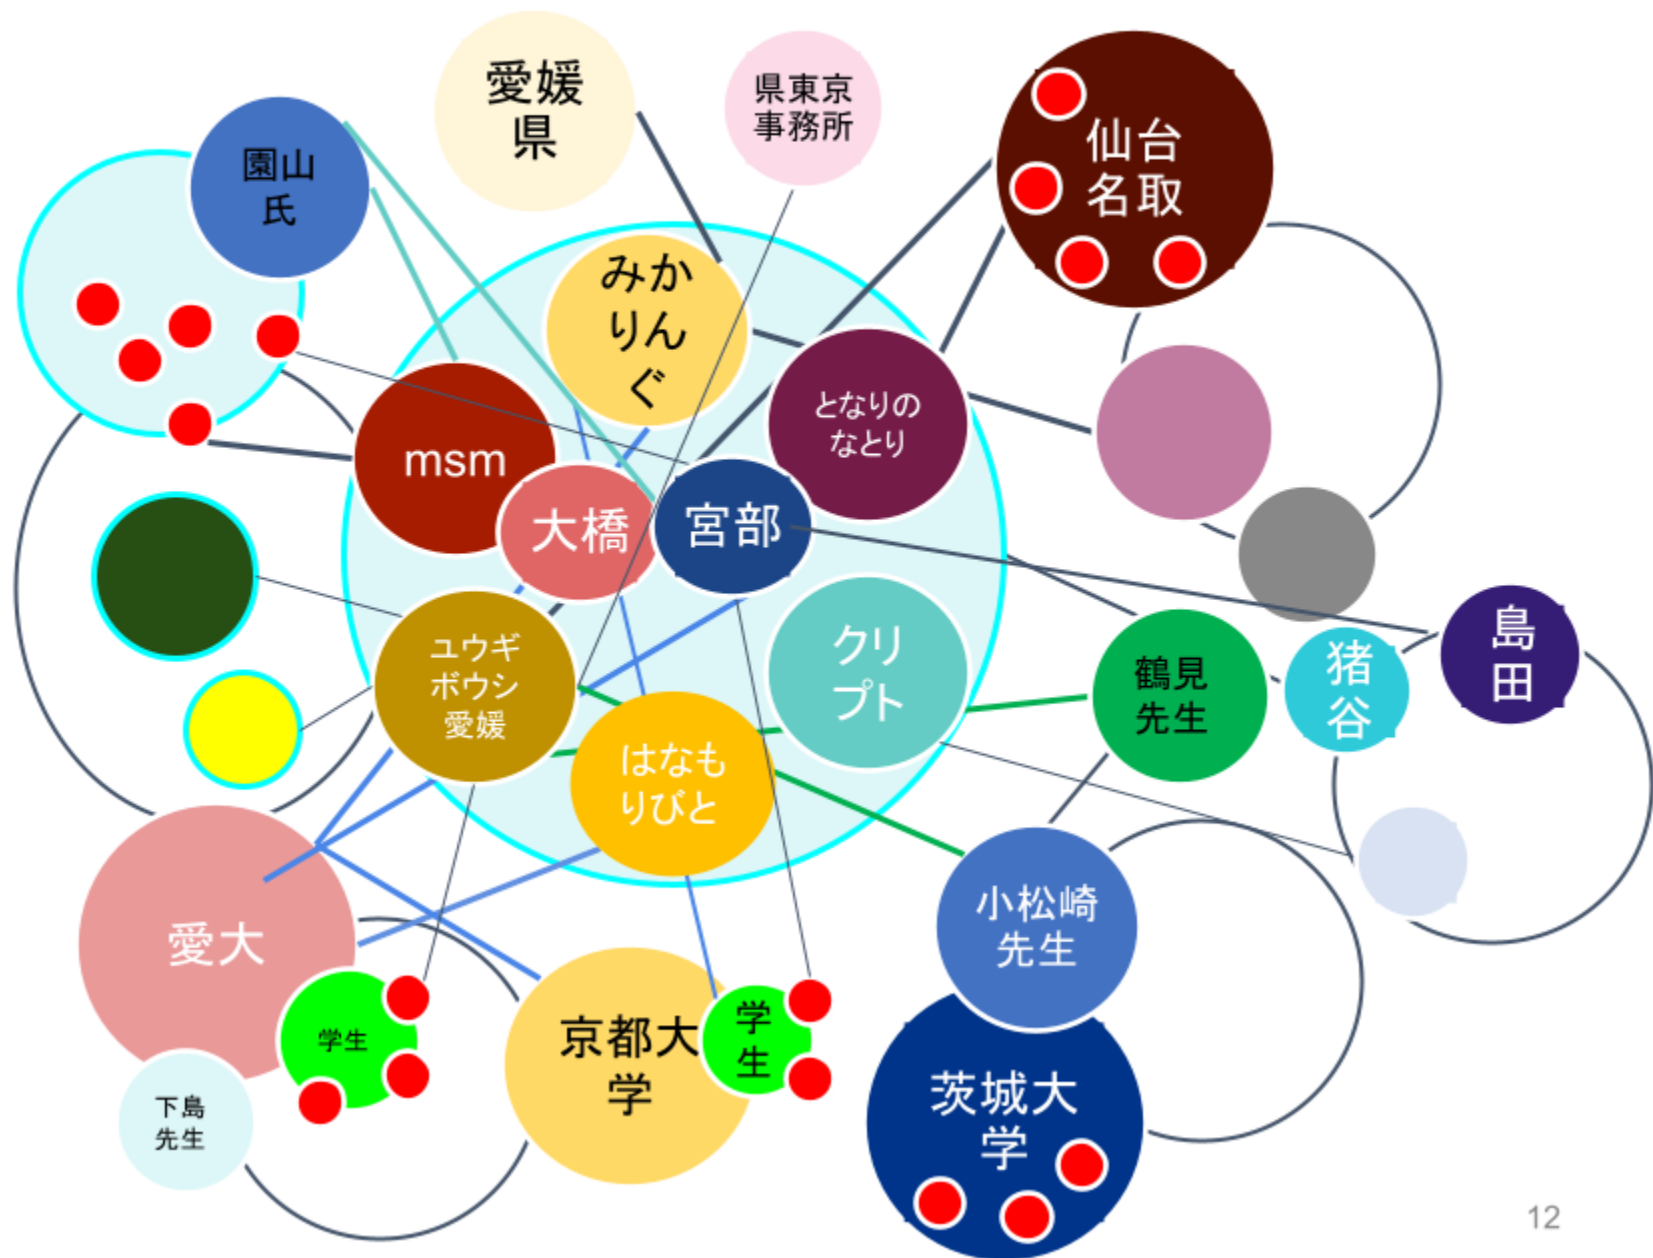 愛媛
県
県東京
事務所
仙台
名取
園山
氏
みか
りん
ぐ
となりの
なとり
msm
大橋
宮部
ユウギ
ボウシ
愛媛
クリ
プト
はなも
りびと
鶴見
先生
猪
谷
島
田
愛大
学生
下島
先生
京都大
学
学
生
小松崎
先生
茨城大
学
12